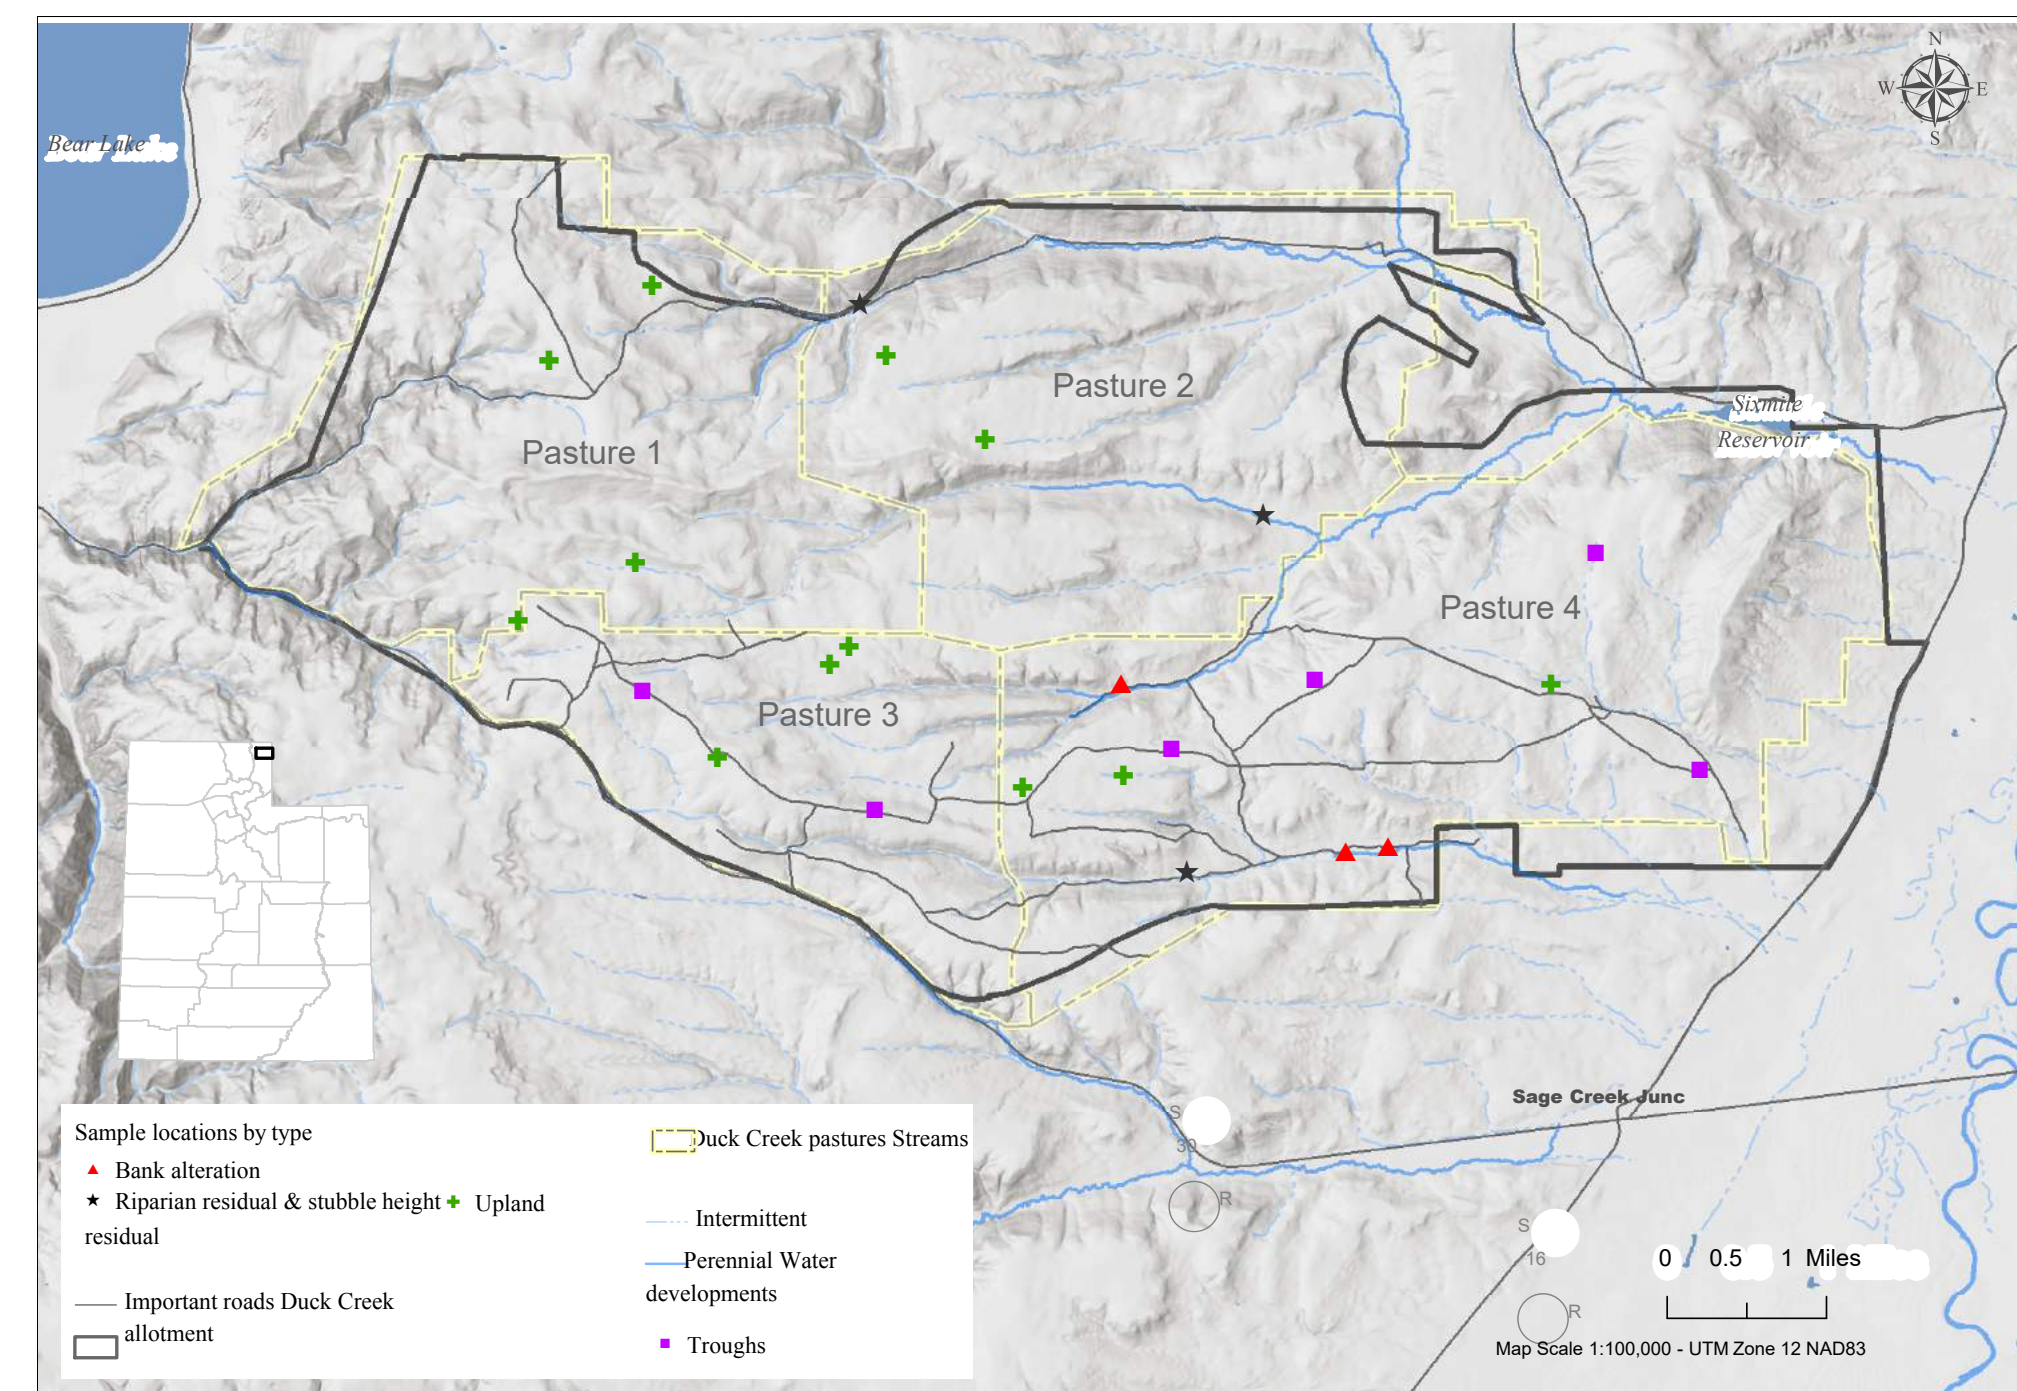 N
W E
S
Bear Lake
Pasture 2
Sixmile
Reservoir
Pasture 1
Pasture 4
Pasture 3
Sage Creek Junc
S
30
R
S
16
R
Sample locations by type
Bank alteration
Riparian residual & stubble height Upland
residual
Important roads Duck Creek
allotment
Duck Creek pastures Streams
Intermittent
Perennial Water
developments
Troughs
0 0.5 1 Miles
Map Scale 1:100,000 - UTM Zone 12 NAD83